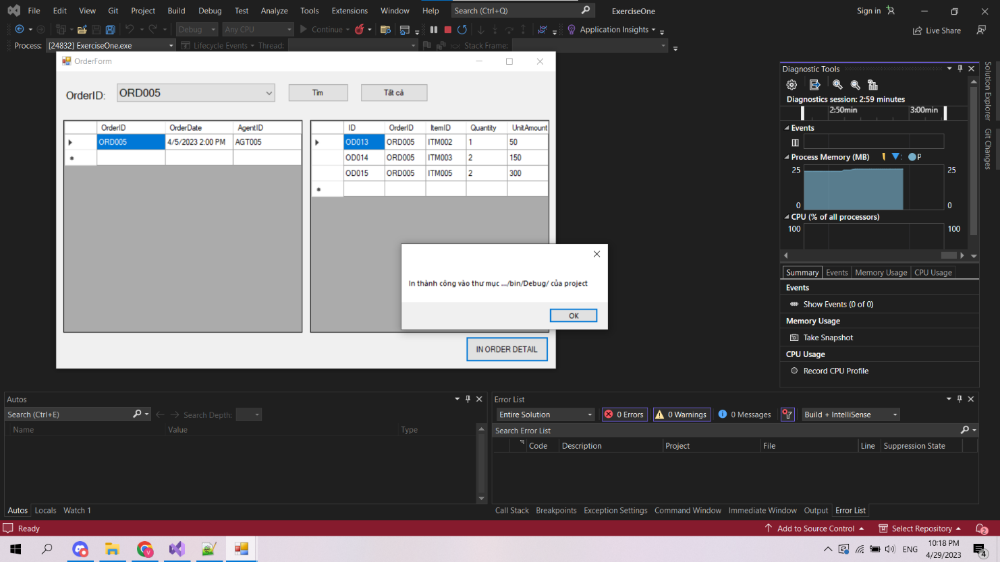 File Edit View Git Project Build Debug Test Analyze Tools Extensions Window Help Search (Ctrl+Q) ExerciseOne Sign in
Debug Any CPU Continue Application Insights Live Share
Process: [24832] ExerciseOne.exe Lifecycle Events Thread: Stack Frame:
OrderForm
OrderID: ORD005 Tìm Tất cả
OrderID OrderDate AgentID
ORD005 4/5/2023 2:00 PM AGT005
ID OrderID ItemID Quantity UnitAmount
OD013 ORD005 ITM002 1 50
OD014 ORD005 ITM003 2 150
OD015 ORD005 ITM005 2 300
In thành công vào thư mục .../bin/Debug/ của project
OK
IN ORDER DETAIL
Diagnostic Tools
Diagnostics session: 2:59 minutes
2:50min 3:00min
Events
Process Memory (MB) P
25 25
0 0
CPU (% of all processors)
100 100
Summary Events Memory Usage CPU Usage
Events
Show Events (0 of 0)
Memory Usage
Take Snapshot
CPU Usage
Record CPU Profile
Solution Explorer
Git Changes
Autos
Search (Ctrl+E) Search Depth:
Name Value Type
Autos Locals Watch 1
Error List
Entire Solution 0 Errors 0 Warnings 0 Messages Build + IntelliSense
Search Error List
Code Description Project File Line Suppression State
Call Stack Breakpoints Exception Settings Command Window Immediate Window Output Error List
Ready Add to Source Control Select Repository 2
ENG 10:18 PM
4/29/2023 4